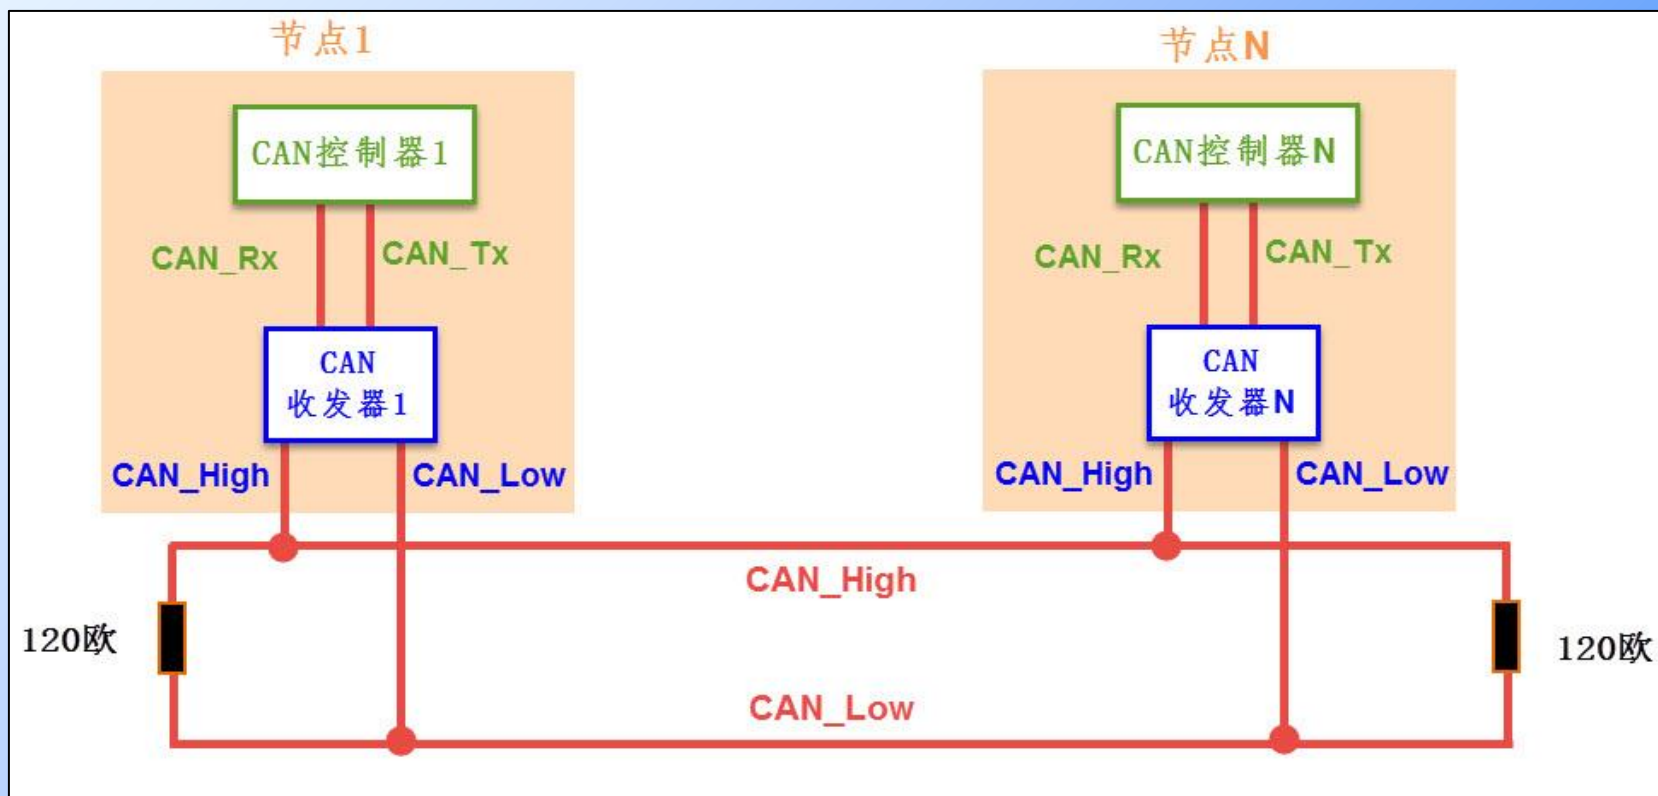 节点1
节点N
CAN控制器1
CAN控制器N
CAN_Rx
CAN_Tx
CAN_Rx
CAN_Tx
CAN
收发器1
CAN
收发器N
CAN_High
CAN_Low
CAN_High
CAN_Low
CAN_High
120欧
120欧
CAN_Low